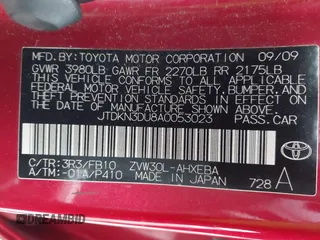 MFD.BY:TOYOTA MOTOR CORPORATION 09/09
GVWR 3980LB GAWR FR 2270LB RR 2175LB
THIS VEHICLE CONFORMS TO ALL APPLICABLE
FEDERAL MOTOR VEHICLE SAFETY, BUMPER, AND
THEFT PREVENTION STANDARDS IN EFFECT ON
THE DATE OF MANUFACTURE SHOWN ABOVE.
JTDKN3DU8A0053023 PASS.CAR
C/TR:3R3/FB10 ZVW30L-AHXEBA
A/TM:-01A/P410 MADE IN JAPAN 728 A
TOYOTA
© AutoBidMaster